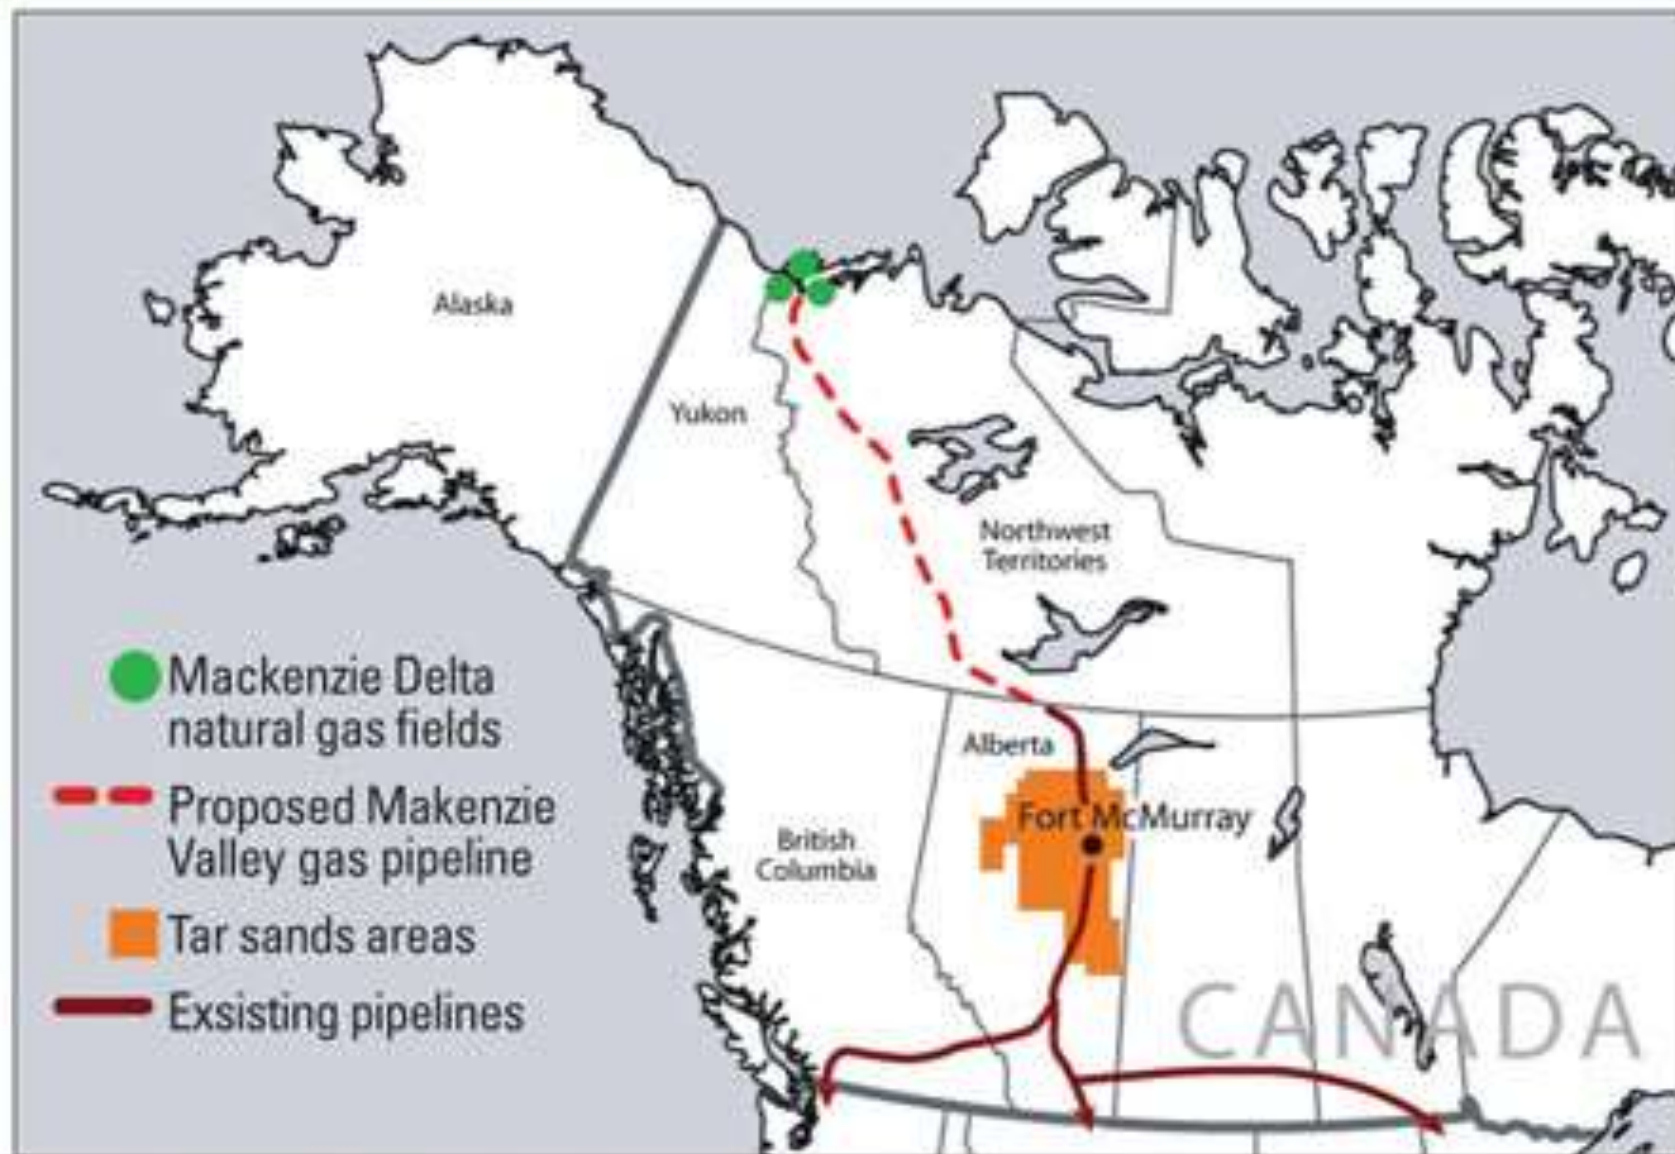 Alaska
Yukon
Northwest
Territories
Mackenzie Delta
natural gas fields
Proposed Makenzie
Valley gas pipeline
Tar sands areas
Exsisting pipelines
Alberta
Fort McMurray
British
Columbia
CANADA